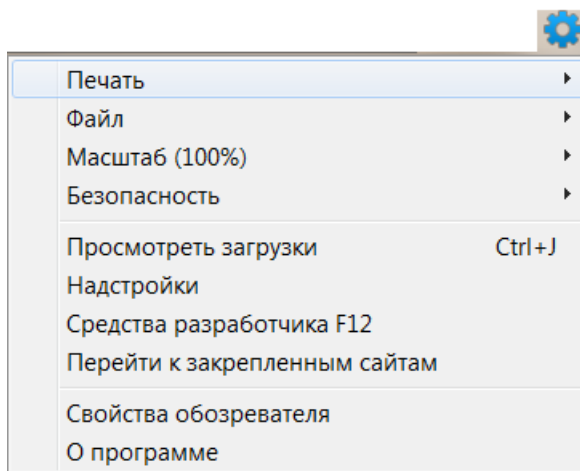 Печать
Файл
Масштаб (100%)
Безопасность
Просмотреть загрузки Ctrl+J
Надстройки
Средства разработчика F12
Перейти к закрепленным сайтам
Свойства обозревателя
О программе